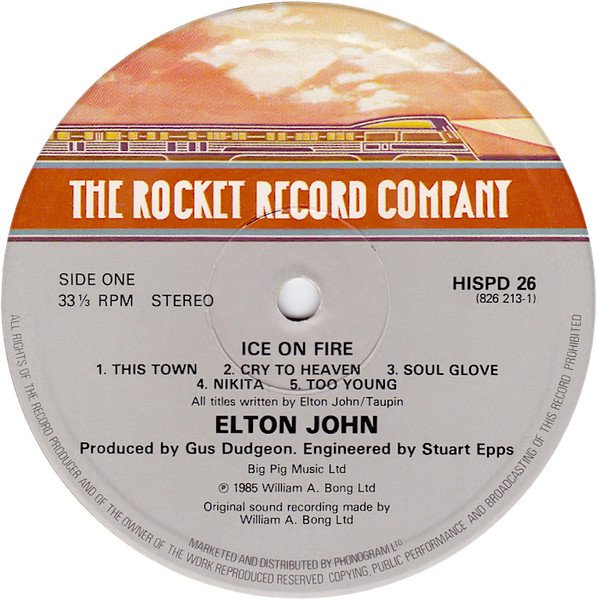 THE ROCKET RECORD COMPANY
SIDE ONE
33 ⅓ RPM STEREO
HISPD 26
(826 213-1)
ICE ON FIRE
1. THIS TOWN 2. CRY TO HEAVEN 3. SOUL GLOVE
4. NIKITA 5. TOO YOUNG
All titles written by Elton John/Taupin
ELTON JOHN
Produced by Gus Dudgeon. Engineered by Stuart Epps
Big Pig Music Ltd
℗ 1985 William A. Bong Ltd
Original sound recording made by
William A. Bong Ltd
MARKETED AND DISTRIBUTED BY PHONOGRAM LTD
ALL RIGHTS OF THE RECORD PRODUCER AND OF THE OWNER OF THE WORK REPRODUCED RESERVED. COPYING, PUBLIC PERFORMANCE AND BROADCASTING OF THIS RECORD PROHIBITED